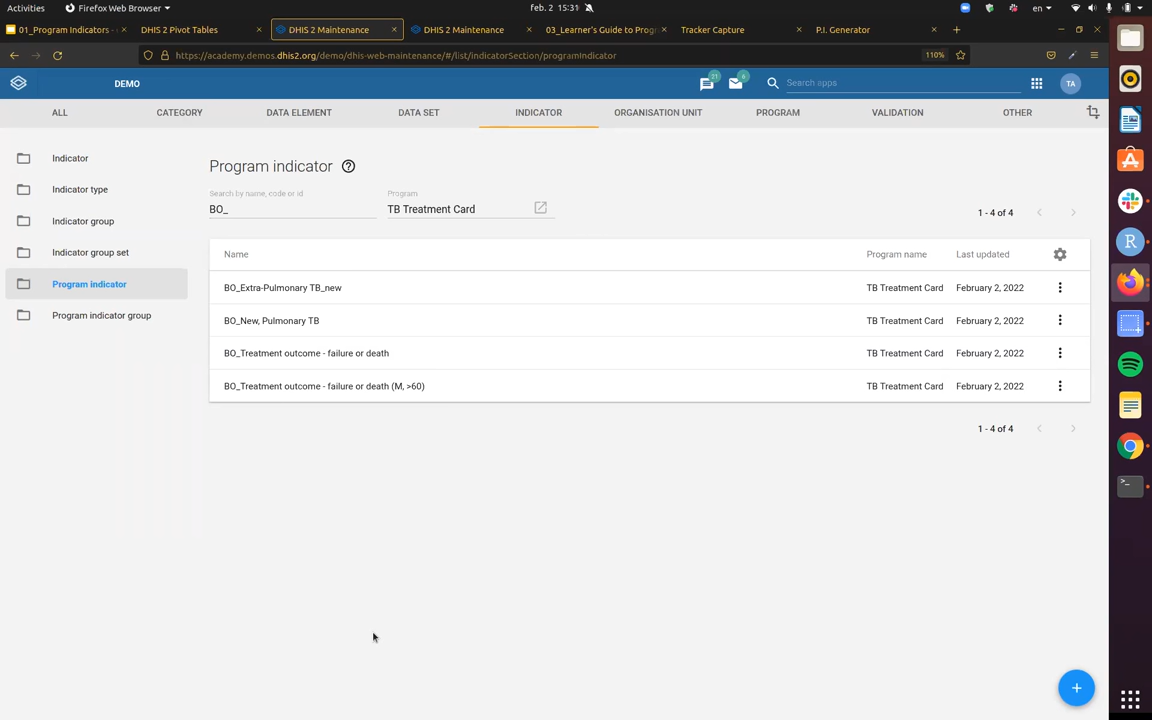 Activities Firefox Web Browser feb. 2 15:31 en
01_Program Indicators - DHIS 2 Pivot Tables DHIS 2 Maintenance DHIS 2 Maintenance 03_Learner's Guide to Progr Tracker Capture P.I. Generator
https://academy.demos.dhis2.org/demo/dhis-web-maintenance/#/list/indicatorSection/programIndicator 110%
DEMO 21 6 Search apps TA
ALL CATEGORY DATA ELEMENT DATA SET INDICATOR ORGANISATION UNIT PROGRAM VALIDATION OTHER
Indicator
Indicator type
Indicator group
Indicator group set
Program indicator
Program indicator group
Program indicator
Search by name, code or id Program
BO_ TB Treatment Card
1 - 4 of 4
Name Program name Last updated
BO_Extra-Pulmonary TB_new TB Treatment Card February 2, 2022
BO_New, Pulmonary TB TB Treatment Card February 2, 2022
BO_Treatment outcome - failure or death TB Treatment Card February 2, 2022
BO_Treatment outcome - failure or death (M, >60) TB Treatment Card February 2, 2022
1 - 4 of 4